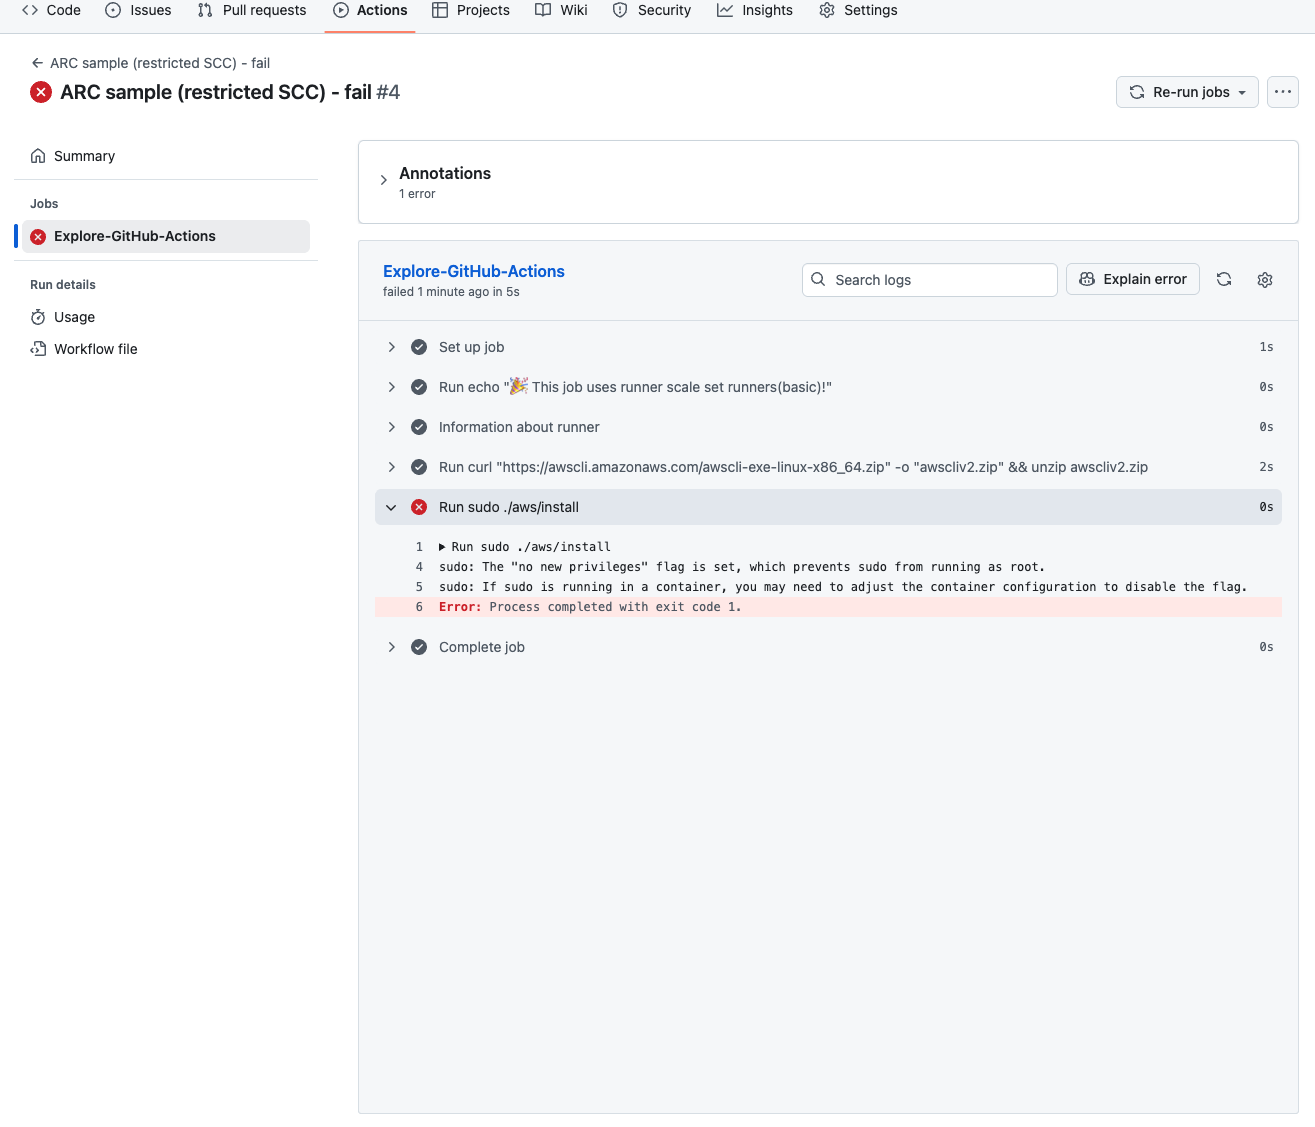 Code Issues Pull requests Actions Projects Wiki Security Insights Settings
ARC sample (restricted SCC) - fail
ARC sample (restricted SCC) - fail #4
Re-run jobs
Summary
Jobs
Explore-GitHub-Actions
Run details
Usage
Workflow file
Annotations
1 error
Explore-GitHub-Actions
failed 1 minute ago in 5s
Search logs
Explain error
Set up job 1s
Run echo "🎉 This job uses runner scale set runners(basic)!" 0s
Information about runner 0s
Run curl "https://awscli.amazonaws.com/awscli-exe-linux-x86_64.zip" -o "awscliv2.zip" && unzip awscliv2.zip 2s
Run sudo ./aws/install 0s
1 ▶ Run sudo ./aws/install
4 sudo: The "no new privileges" flag is set, which prevents sudo from running as root.
5 sudo: If sudo is running in a container, you may need to adjust the container configuration to disable the flag.
6 Error: Process completed with exit code 1.
Complete job 0s